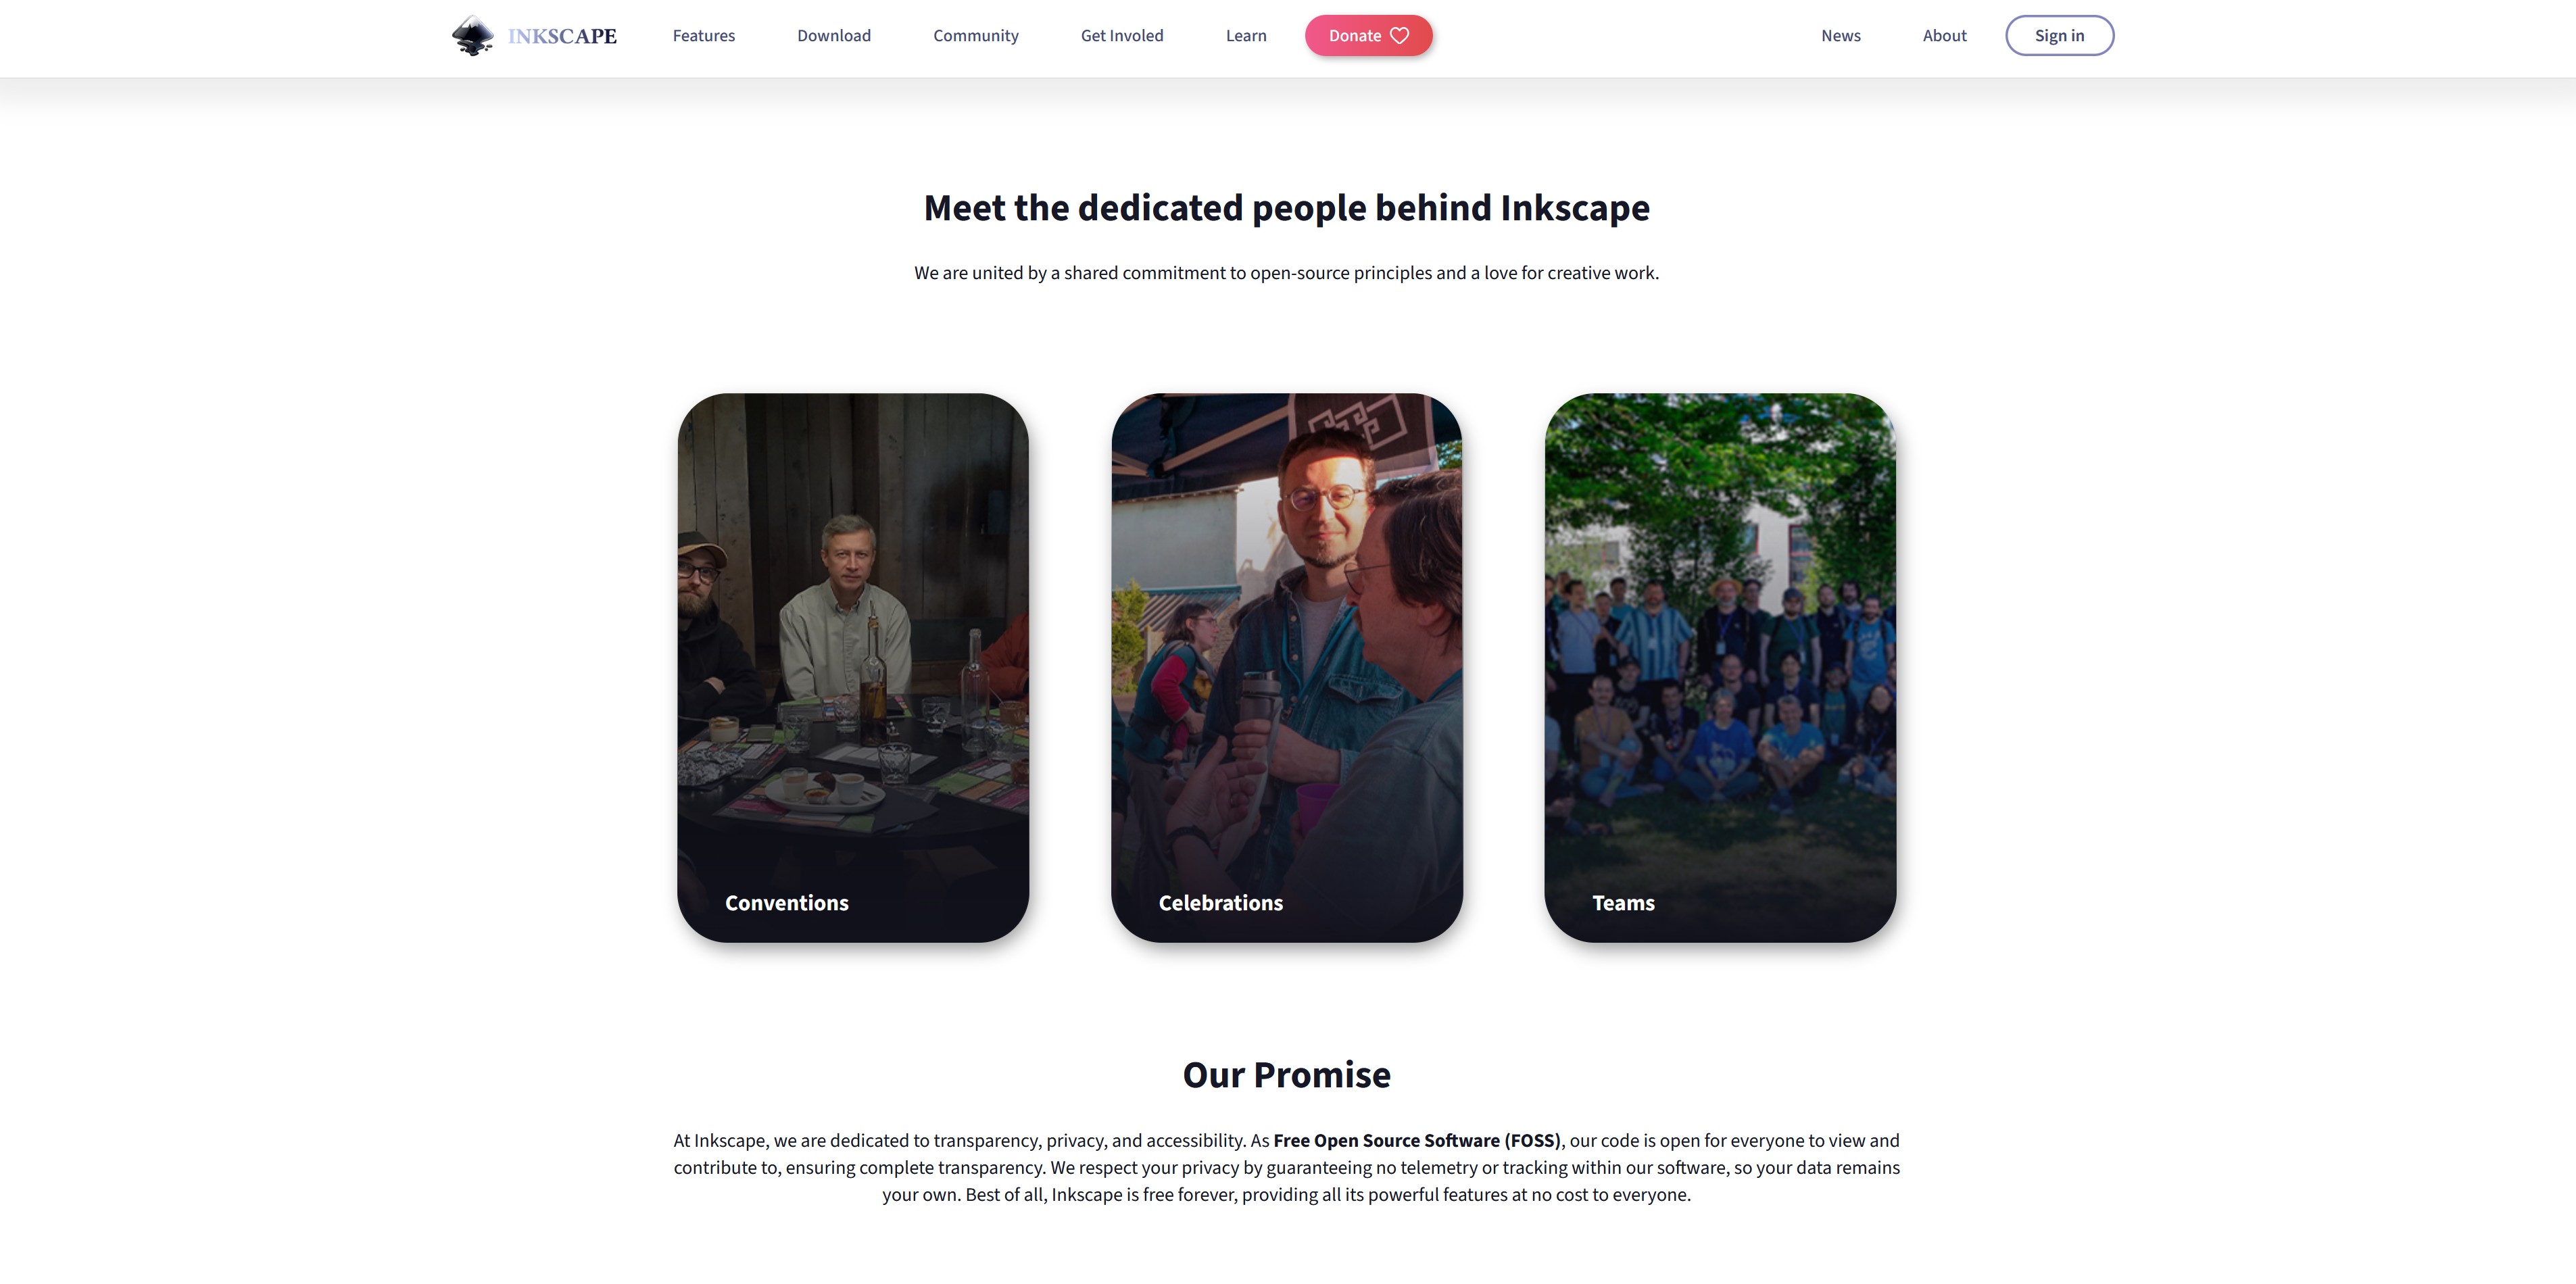 INKSCAPE Features Download Community Get Involed Learn Donate News About Sign in
Meet the dedicated people behind Inkscape
We are united by a shared commitment to open-source principles and a love for creative work.
Conventions Celebrations Teams
Our Promise
At Inkscape, we are dedicated to transparency, privacy, and accessibility. As Free Open Source Software (FOSS), our code is open for everyone to view and
contribute to, ensuring complete transparency. We respect your privacy by guaranteeing no telemetry or tracking within our software, so your data remains
your own. Best of all, Inkscape is free forever, providing all its powerful features at no cost to everyone.